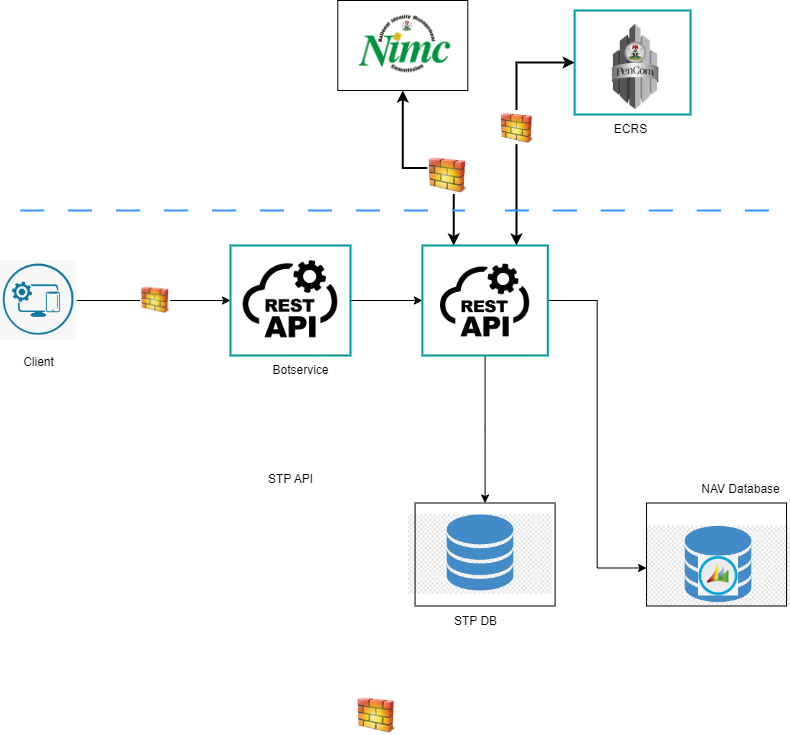 National Identity Management
Nimc
Commission
PenCom
ECRS
REST
API
REST
API
Client
Botservice
STP API
NAV Database
STP DB